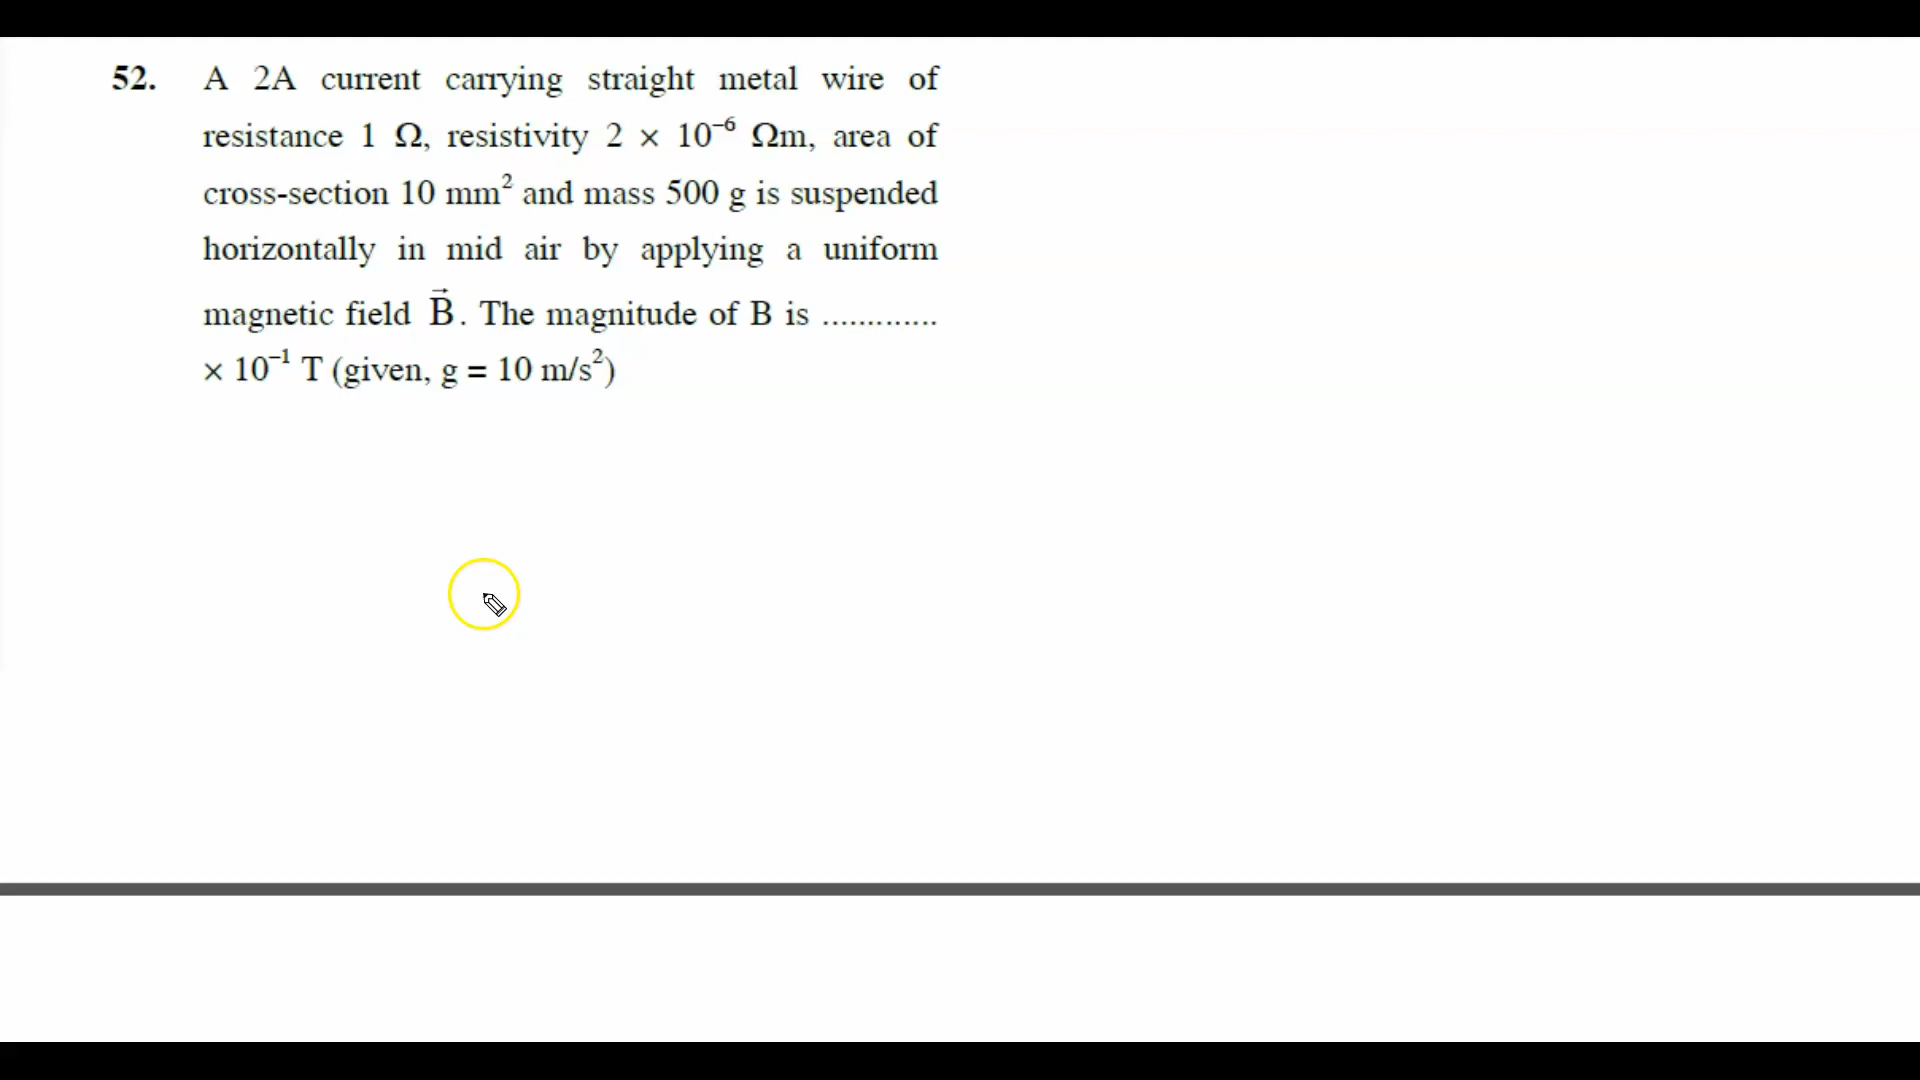 52. A 2A current carrying straight metal wire of
resistance 1 Ω, resistivity 2 × 10⁻⁶ Ωm, area of
cross-section 10 mm² and mass 500 g is suspended
horizontally in mid air by applying a uniform
magnetic field B⃗. The magnitude of B is .............
× 10⁻¹ T (given, g = 10 m/s²)